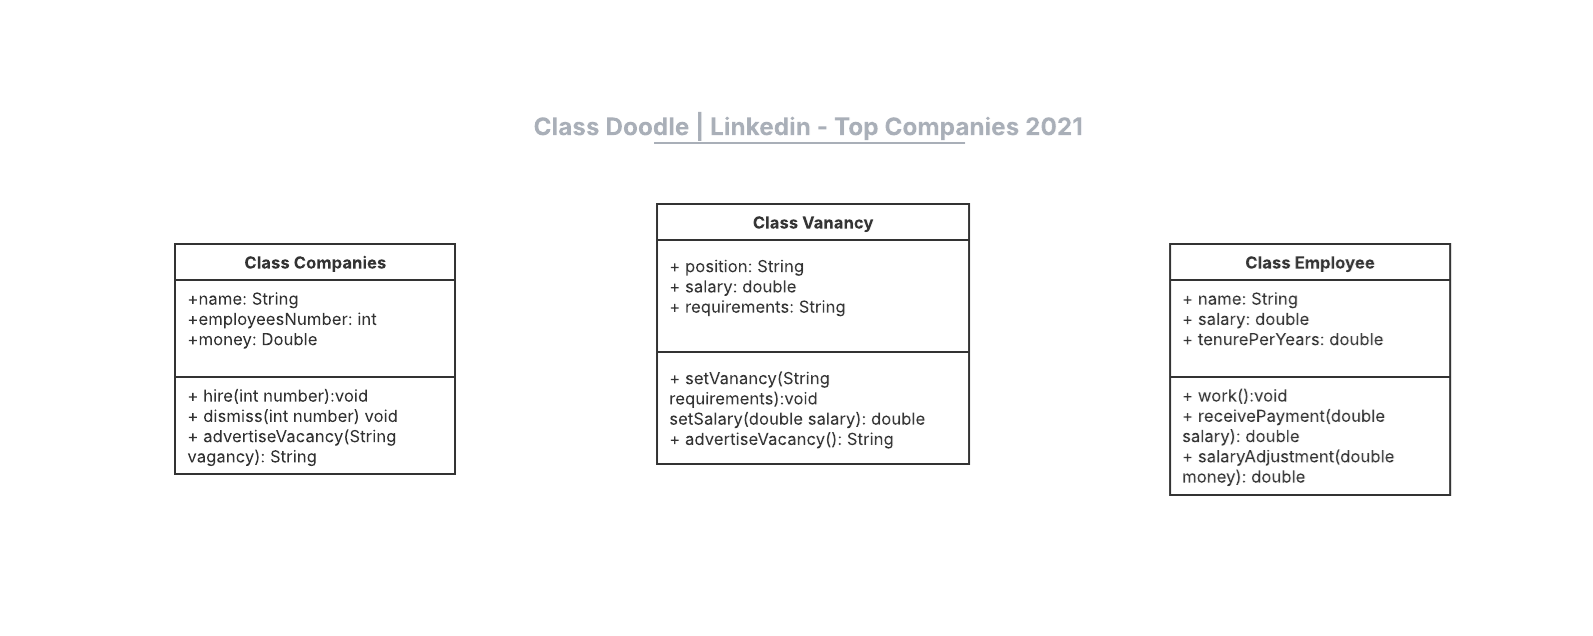 Class Doodle | Linkedin - Top Companies 2021
Class Companies
+name: String
+employeesNumber: int
+money: Double
+ hire(int number):void
+ dismiss(int number) void
+ advertiseVacancy(String
vagancy): String
Class Vanancy
+ position: String
+ salary: double
+ requirements: String
+ setVanancy(String
requirements):void
setSalary(double salary): double
+ advertiseVacancy(): String
Class Employee
+ name: String
+ salary: double
+ tenurePerYears: double
+ work():void
+ receivePayment(double
salary): double
+ salaryAdjustment(double
money): double